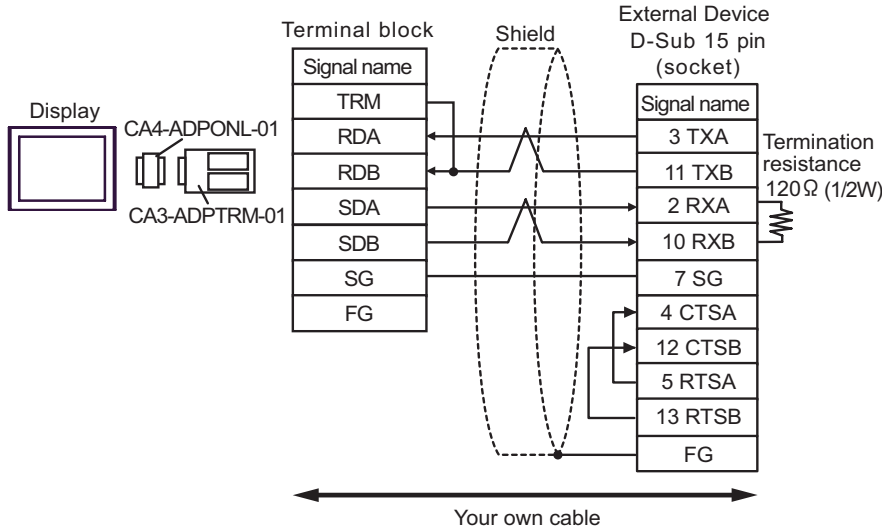 Display
CA4-ADPONL-01
CA3-ADPTRM-01
Terminal block
Signal name
TRM
RDA
RDB
SDA
SDB
SG
FG
Shield
External Device
D-Sub 15 pin
(socket)
Signal name
3 TXA
11 TXB
2 RXA
10 RXB
7 SG
4 CTSA
12 CTSB
5 RTSA
13 RTSB
FG
Termination
resistance
120Ω (1/2W)
Your own cable